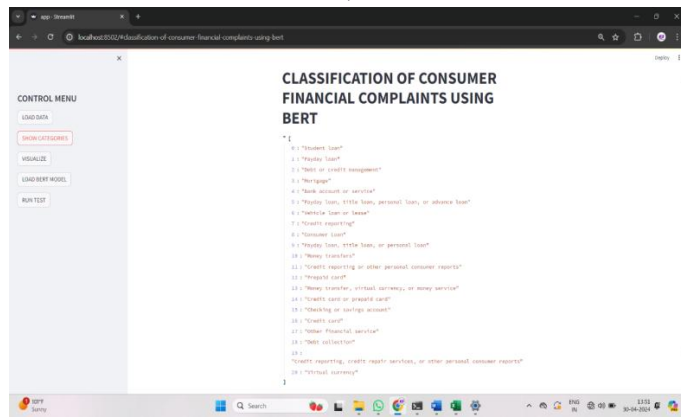 app · Streamlit
localhost:8502/#classification-of-consumer-financial-complaints-using-bert
Deploy
CONTROL MENU
LOAD DATA
SHOW CATEGORIES
VISUALIZE
LOAD BERT MODEL
RUN TEST
CLASSIFICATION OF CONSUMER
FINANCIAL COMPLAINTS USING
BERT
[
0 : "Student loan"
1 : "Payday loan"
2 : "Debt or credit management"
3 : "Mortgage"
4 : "Bank account or service"
5 : "Payday loan, title loan, personal loan, or advance loan"
6 : "Vehicle loan or lease"
7 : "Credit reporting"
8 : "Consumer Loan"
9 : "Payday loan, title loan, or personal loan"
10 : "Money transfers"
11 : "Credit reporting or other personal consumer reports"
12 : "Prepaid card"
13 : "Money transfer, virtual currency, or money service"
14 : "Credit card or prepaid card"
15 : "Checking or savings account"
16 : "Credit card"
17 : "Other financial service"
18 : "Debt collection"
19 :
"Credit reporting, credit repair services, or other personal consumer reports"
20 : "Virtual currency"
]
Sunny
Search
ENG
IN
13:51
30-04-2024